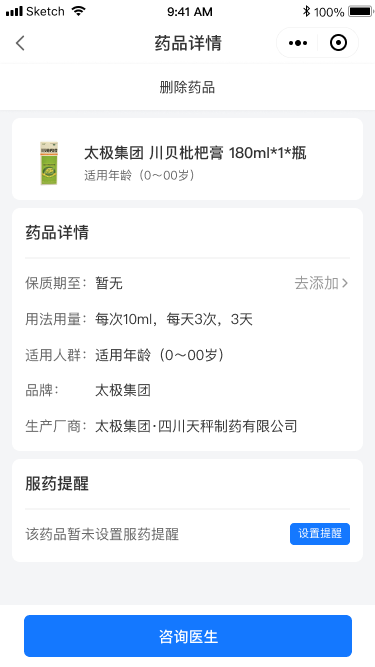 Sketch
9:41 AM
100%
药品详情
删除药品
太极集团 川贝枇杷膏 180ml*1*瓶
适用年龄（0～00岁）
药品详情
保质期至：暂无 去添加
用法用量：每次10ml，每天3次，3天
适用人群：适用年龄（0～00岁）
品牌： 太极集团
生产厂商：太极集团·四川天秤制药有限公司
服药提醒
该药品暂未设置服药提醒 设置提醒
咨询医生